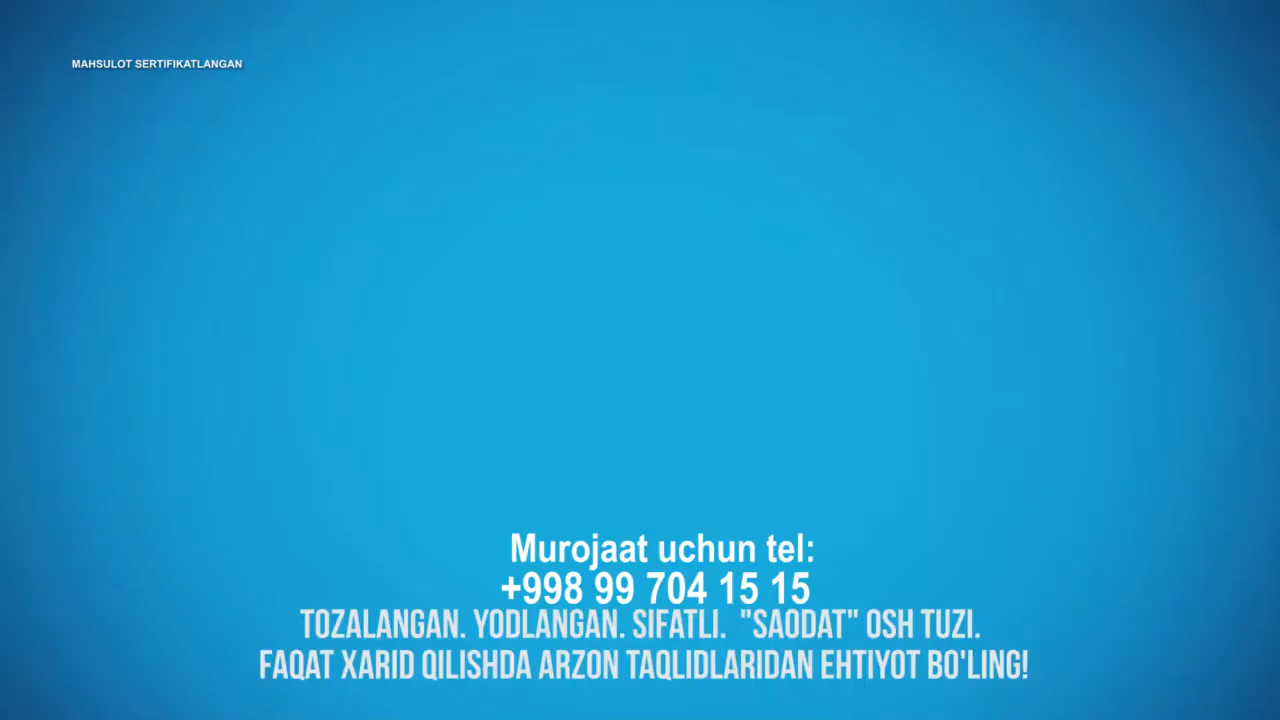 MAHSULOT SERTIFIKATLANGAN
Murojaat uchun tel:
+998 99 704 15 15
TOZALANGAN. YODLANGAN. SIFATLI. "SAODAT" OSH TUZI.
FAQAT XARID QILISHDA ARZON TAQLIDLARIDAN EHTIYOT BO'LING!